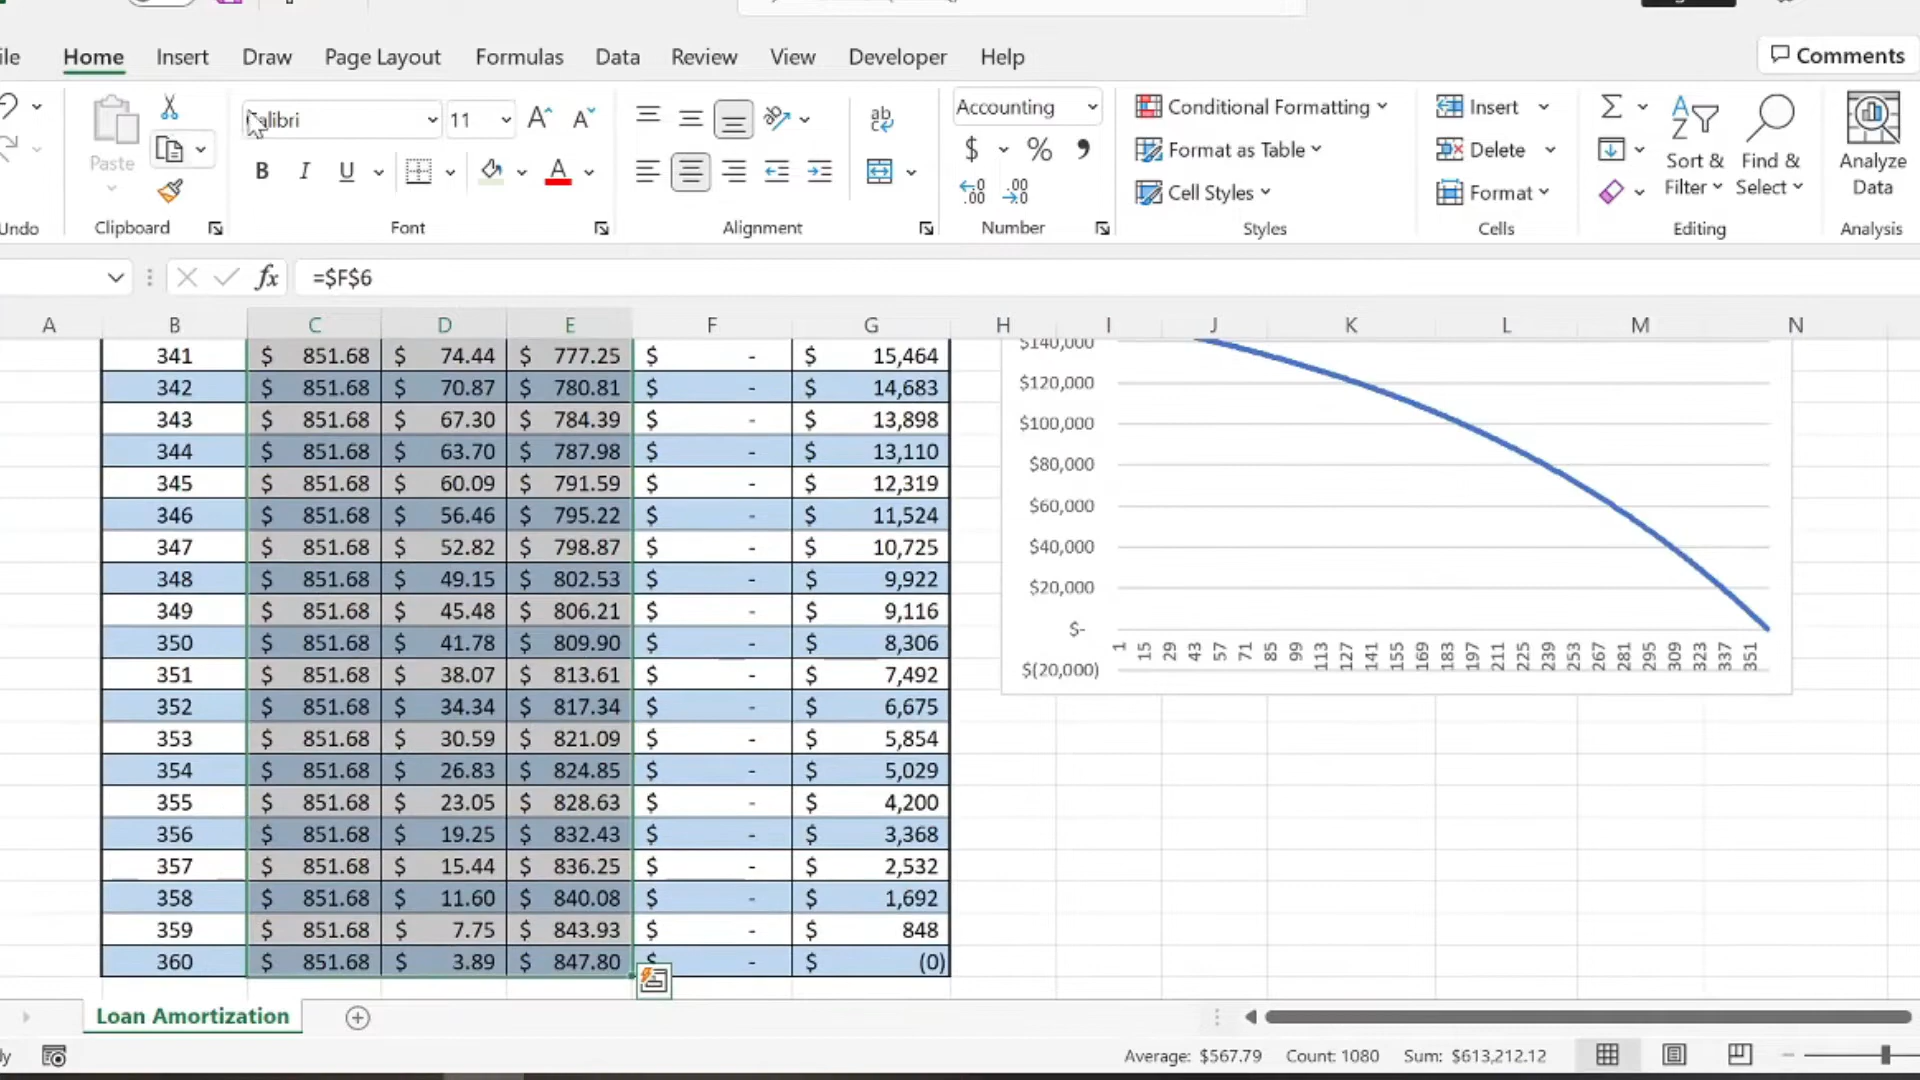 Home Insert Draw Page Layout Formulas Data Review View Developer Help Comments
11 Accounting Conditional Formatting Insert
Paste B I U A $ % Format as Table Delete Sort & Filter Find & Select Analyze Data
Cell Styles Format
Undo Clipboard Font Alignment Number Styles Cells Editing Analysis
fx =$F$6
A B C D E F G H I J K L M N
341 $ 851.68 $ 74.44 $ 777.25 $ - $ 15,464
342 $ 851.68 $ 70.87 $ 780.81 $ - $ 14,683
343 $ 851.68 $ 67.30 $ 784.39 $ - $ 13,898
344 $ 851.68 $ 63.70 $ 787.98 $ - $ 13,110
345 $ 851.68 $ 60.09 $ 791.59 $ - $ 12,319
346 $ 851.68 $ 56.46 $ 795.22 $ - $ 11,524
347 $ 851.68 $ 52.82 $ 798.87 $ - $ 10,725
348 $ 851.68 $ 49.15 $ 802.53 $ - $ 9,922
349 $ 851.68 $ 45.48 $ 806.21 $ - $ 9,116
350 $ 851.68 $ 41.78 $ 809.90 $ - $ 8,306
351 $ 851.68 $ 38.07 $ 813.61 $ - $ 7,492
352 $ 851.68 $ 34.34 $ 817.34 $ - $ 6,675
353 $ 851.68 $ 30.59 $ 821.09 $ - $ 5,854
354 $ 851.68 $ 26.83 $ 824.85 $ - $ 5,029
355 $ 851.68 $ 23.05 $ 828.63 $ - $ 4,200
356 $ 851.68 $ 19.25 $ 832.43 $ - $ 3,368
357 $ 851.68 $ 15.44 $ 836.25 $ - $ 2,532
358 $ 851.68 $ 11.60 $ 840.08 $ - $ 1,692
359 $ 851.68 $ 7.75 $ 843.93 $ - $ 848
360 $ 851.68 $ 3.89 $ 847.80 $ - $ (0)
$140,000
$120,000
$100,000
$80,000
$60,000
$40,000
$20,000
$-
$(20,000)
1 15 29 43 57 71 85 99 113 127 141 155 169 183 197 211 225 239 253 267 281 295 309 323 337 351
Loan Amortization
Average: $567.79 Count: 1080 Sum: $613,212.12